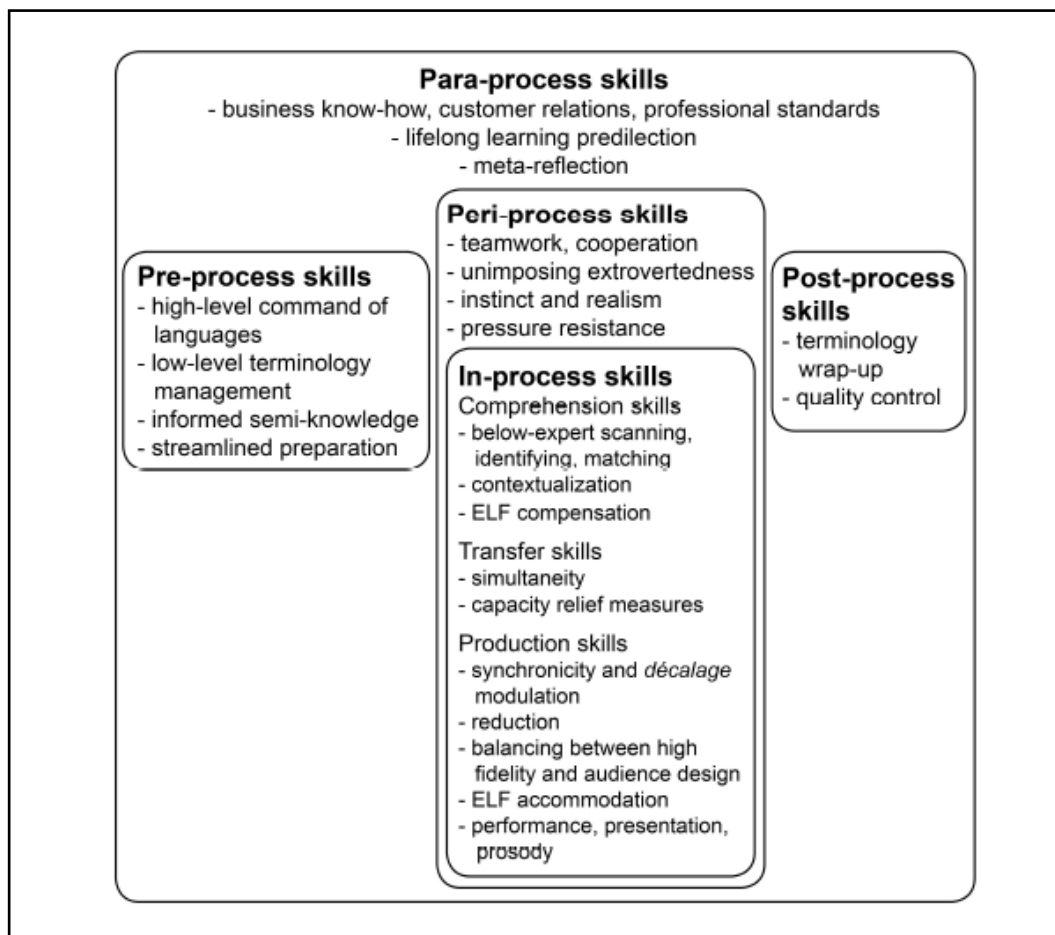 Para-process skills
- business know-how, customer relations, professional standards
- lifelong learning predilection
- meta-reflection
Pre-process skills
- high-level command of
languages
- low-level terminology
management
- informed semi-knowledge
- streamlined preparation
Peri-process skills
- teamwork, cooperation
- unimposing extrovertedness
- instinct and realism
- pressure resistance
In-process skills
Comprehension skills
- below-expert scanning,
identifying, matching
- contextualization
- ELF compensation
Transfer skills
- simultaneity
- capacity relief measures
Production skills
- synchronicity and décalage
modulation
- reduction
- balancing between high
fidelity and audience design
- ELF accommodation
- performance, presentation,
prosody
Post-process
skills
- terminology
wrap-up
- quality control